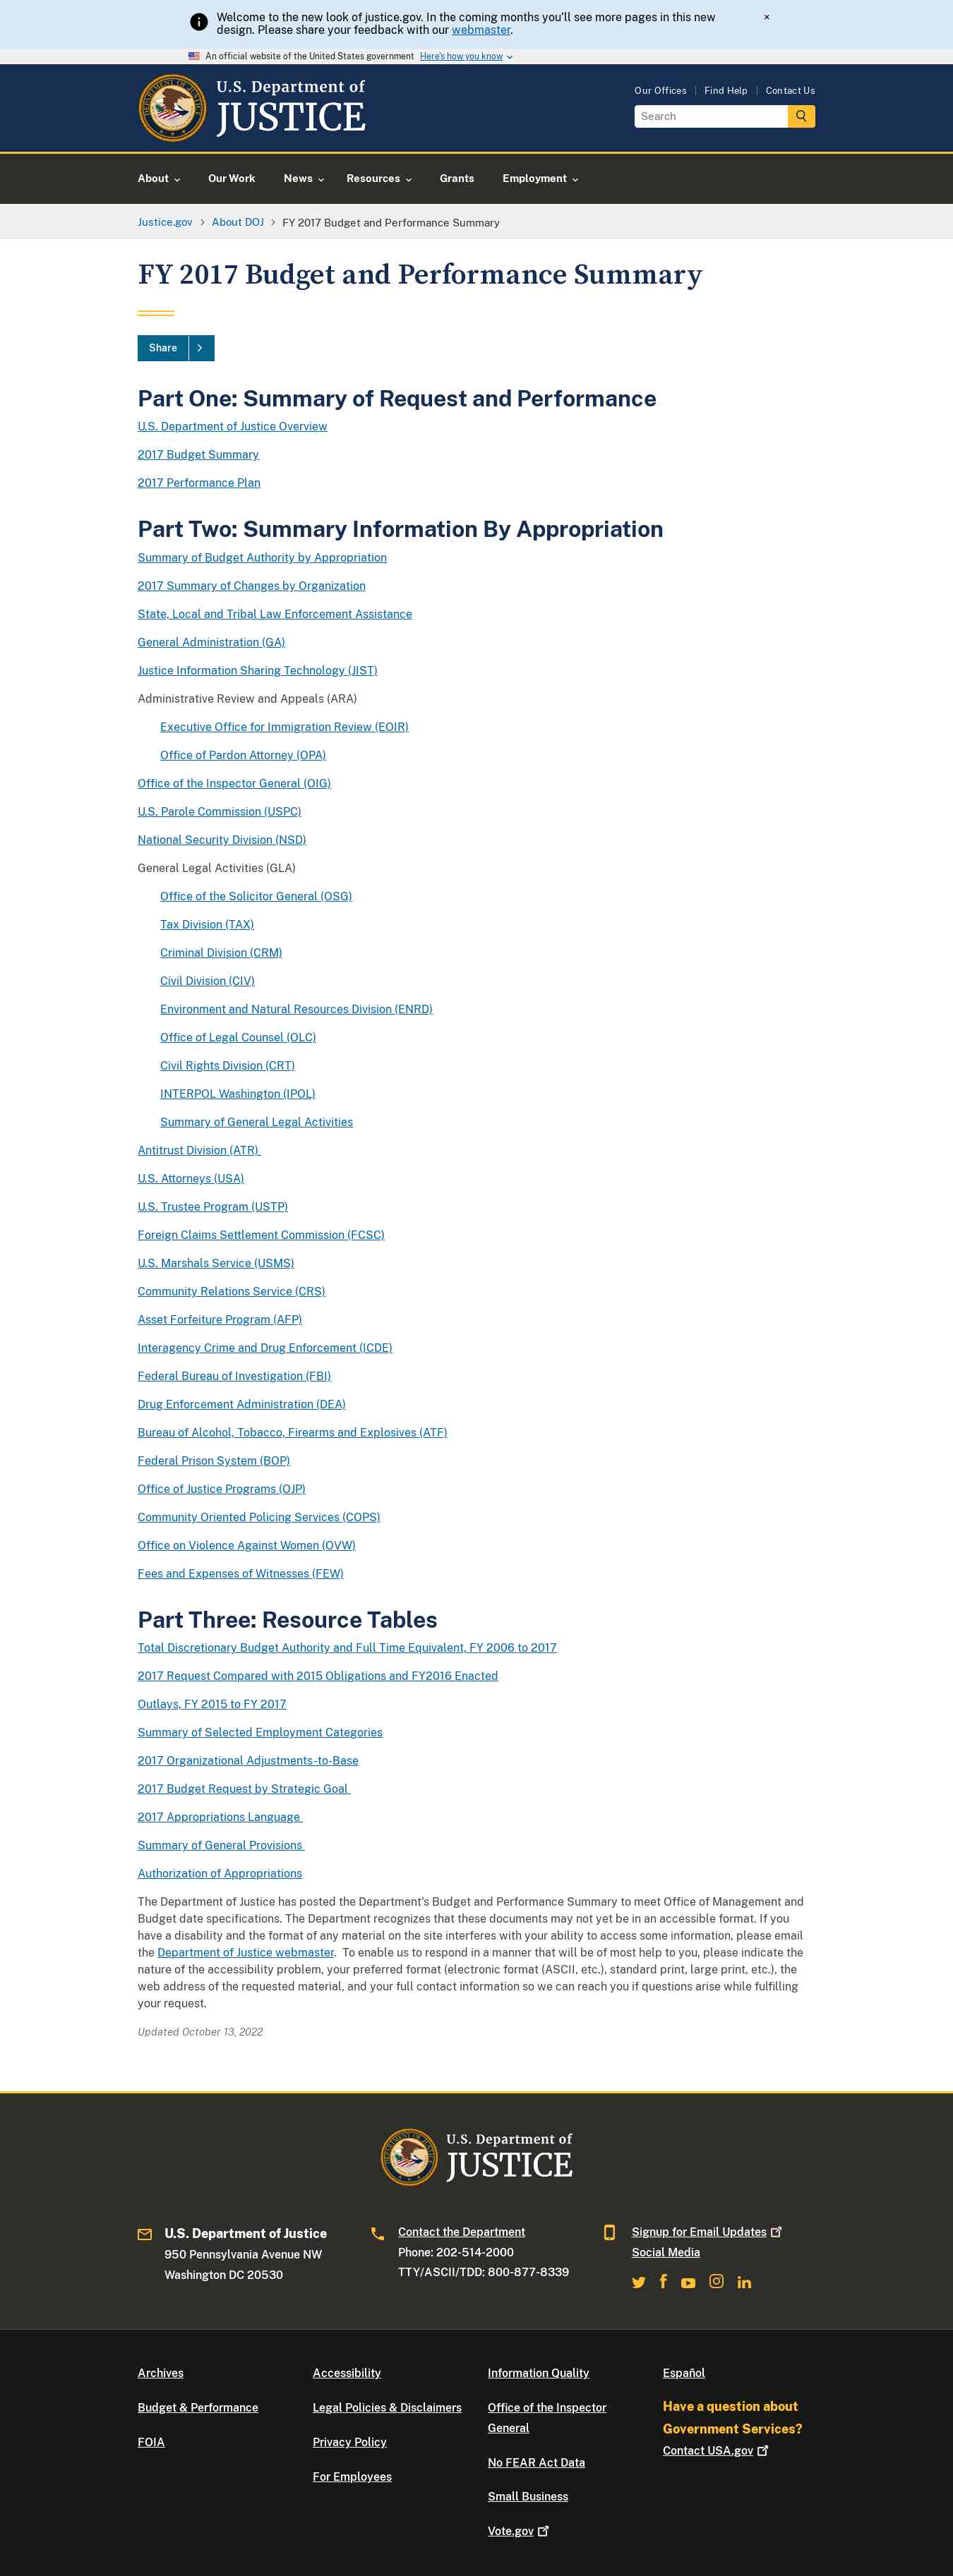 Welcome to the new look of justice.gov. In the coming months you'll see more pages in this new
design. Please share your feedback with our webmaster.
×
An official website of the United States government Here's how you know
U.S. Department of
JUSTICE
Our Offices
Find Help
Contact Us
Search
About
Our Work
News
Resources
Grants
Employment
Justice.gov > About DOJ > FY 2017 Budget and Performance Summary
FY 2017 Budget and Performance Summary
Share
Part One: Summary of Request and Performance
U.S. Department of Justice Overview
2017 Budget Summary
2017 Performance Plan
Part Two: Summary Information By Appropriation
Summary of Budget Authority by Appropriation
2017 Summary of Changes by Organization
State, Local and Tribal Law Enforcement Assistance
General Administration (GA)
Justice Information Sharing Technology (JIST)
Administrative Review and Appeals (ARA)
Executive Office for Immigration Review (EOIR)
Office of Pardon Attorney (OPA)
Office of the Inspector General (OIG)
U.S. Parole Commission (USPC)
National Security Division (NSD)
General Legal Activities (GLA)
Office of the Solicitor General (OSG)
Tax Division (TAX)
Criminal Division (CRM)
Civil Division (CIV)
Environment and Natural Resources Division (ENRD)
Office of Legal Counsel (OLC)
Civil Rights Division (CRT)
INTERPOL Washington (IPOL)
Summary of General Legal Activities
Antitrust Division (ATR)
U.S. Attorneys (USA)
U.S. Trustee Program (USTP)
Foreign Claims Settlement Commission (FCSC)
U.S. Marshals Service (USMS)
Community Relations Service (CRS)
Asset Forfeiture Program (AFP)
Interagency Crime and Drug Enforcement (ICDE)
Federal Bureau of Investigation (FBI)
Drug Enforcement Administration (DEA)
Bureau of Alcohol, Tobacco, Firearms and Explosives (ATF)
Federal Prison System (BOP)
Office of Justice Programs (OJP)
Community Oriented Policing Services (COPS)
Office on Violence Against Women (OVW)
Fees and Expenses of Witnesses (FEW)
Part Three: Resource Tables
Total Discretionary Budget Authority and Full Time Equivalent, FY 2006 to 2017
2017 Request Compared with 2015 Obligations and FY2016 Enacted
Outlays, FY 2015 to FY 2017
Summary of Selected Employment Categories
2017 Organizational Adjustments-to-Base
2017 Budget Request by Strategic Goal
2017 Appropriations Language
Summary of General Provisions
Authorization of Appropriations
The Department of Justice has posted the Department's Budget and Performance Summary to meet Office of Management and
Budget date specifications. The Department recognizes that these documents may not yet be in an accessible format. If you
have a disability and the format of any material on the site interferes with your ability to access some information, please email
the Department of Justice webmaster. To enable us to respond in a manner that will be of most help to you, please indicate the
nature of the accessibility problem, your preferred format (electronic format (ASCII, etc.), standard print, large print, etc.), the
web address of the requested material, and your full contact information so we can reach you if questions arise while fulfilling
your request.
Updated October 13, 2022
U.S. Department of
JUSTICE
U.S. Department of Justice
950 Pennsylvania Avenue NW
Washington DC 20530
Contact the Department
Phone: 202-514-2000
TTY/ASCII/TDD: 800-877-8339
Signup for Email Updates
Social Media
Archives
Budget & Performance
FOIA
Accessibility
Legal Policies & Disclaimers
Privacy Policy
For Employees
Information Quality
Office of the Inspector
General
No FEAR Act Data
Small Business
Vote.gov
Español
Have a question about
Government Services?
Contact USA.gov